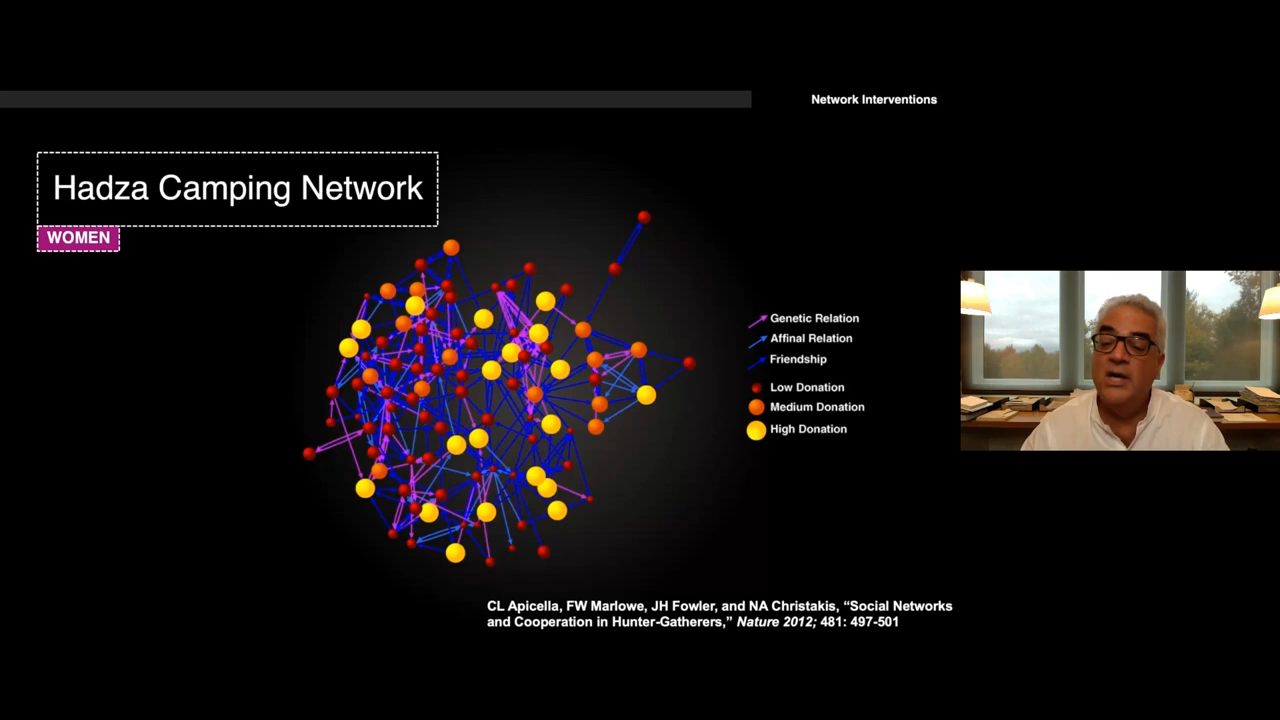 Network Interventions
Hadza Camping Network
WOMEN
Genetic Relation
Affinal Relation
Friendship
Low Donation
Medium Donation
High Donation
CL Apicella, FW Marlowe, JH Fowler, and NA Christakis, “Social Networks
and Cooperation in Hunter-Gatherers,” Nature 2012; 481: 497-501